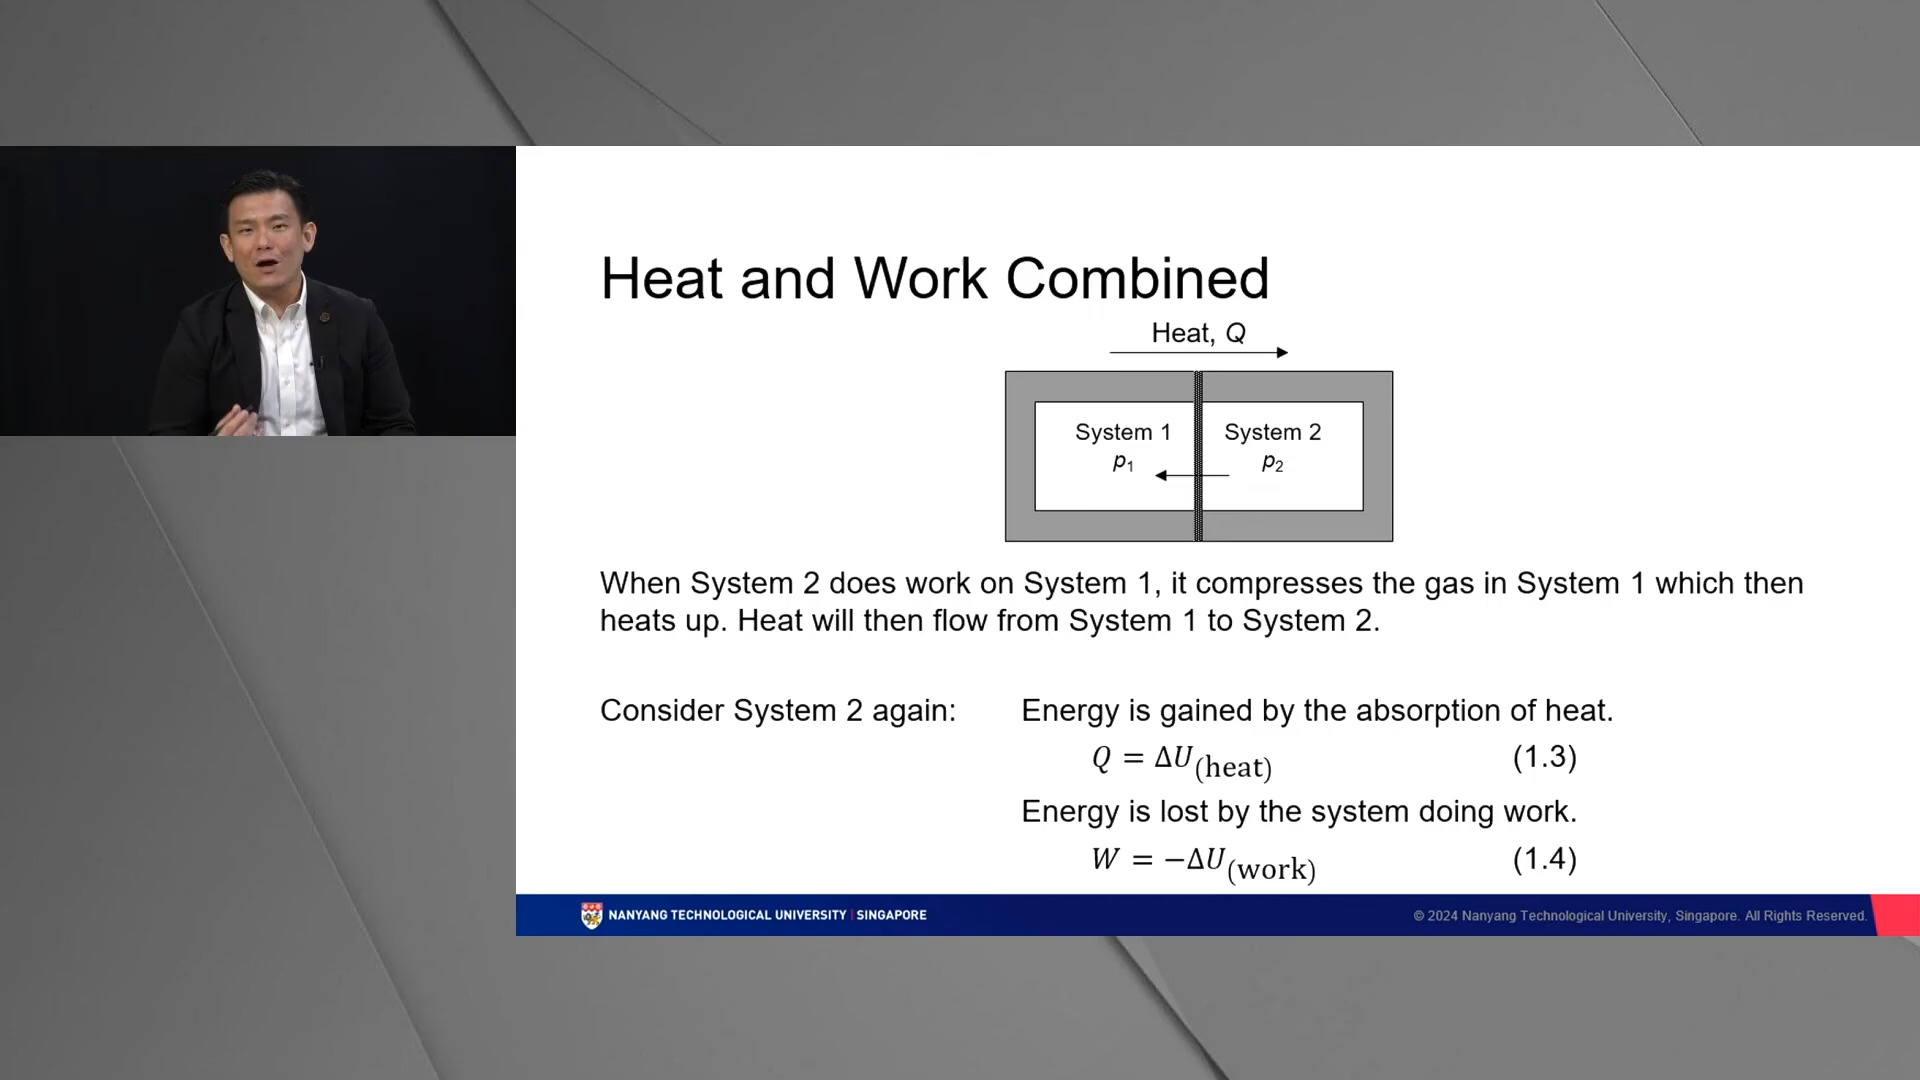 Heat and Work Combined
Heat, Q
System 1
p₁
System 2
p₂
When System 2 does work on System 1, it compresses the gas in System 1 which then
heats up. Heat will then flow from System 1 to System 2.
Consider System 2 again:
Energy is gained by the absorption of heat.
Q = ΔU(heat) (1.3)
Energy is lost by the system doing work.
W = −ΔU(work) (1.4)
NANYANG TECHNOLOGICAL UNIVERSITY | SINGAPORE
© 2024 Nanyang Technological University, Singapore. All Rights Reserved.